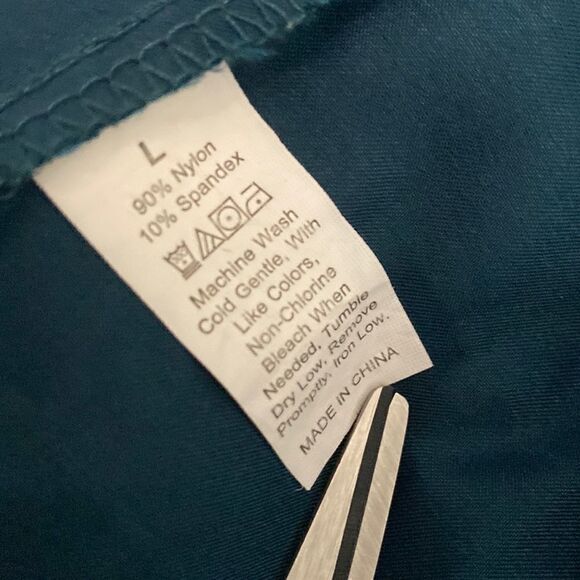 L
90% Nylon
10% Spandex
Machine Wash
Cold Gentle, With
Like Colors,
Non-Chlorine
Bleach When
Needed, Tumble
Dry Low. Remove
Promptly. Iron Low.
MADE IN CHINA